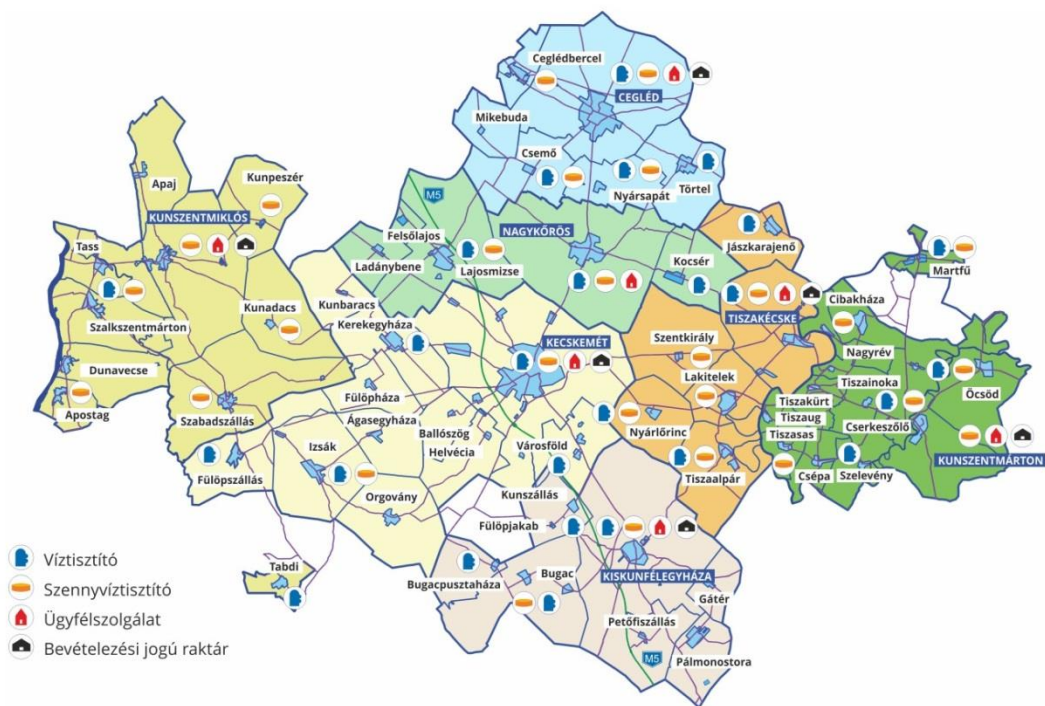 Ceglédbercel
CEGLÉD
Mikebuda
Csemő
Nyársapát
Törtel
Apaj
Kunpeszér
KUNSZENTMIKLÓS
M5
Tass
Felsőlajos
NAGYKŐRÖS
Jászkarajenő
Ladánybene
Lajosmizse
Kocsér
Martfű
Kunadacs
Kunbaracs
TISZAKÉCSKE
Cibakháza
Szalkszentmárton
Kerekegyháza
KECSKEMÉT
Szentkirály
Nagyrév
Dunavecse
Tiszainoka
Öcsöd
Fülöpháza
Lakitelek
Tiszakürt
Apostag
Szabadszállás
Ágasegyháza
Tiszaug
Cserkeszőlő
Ballószög
Nyárlőrinc
Tiszasas
Izsák
Városföld
Helvécia
KUNSZENTMÁRTON
Fülöpszállás
Tiszaalpár
Csépa
Szelevény
Orgovány
Kunszállás
Fülöpjakab
Víztisztító
Tabdi
Bugacpusztaháza
Bugac
KISKUNFÉLEGYHÁZA
Szennyvíztisztító
Gátér
Ügyfélszolgálat
Petőfiszállás
Bevételezési jogú raktár
M5
Pálmonostora